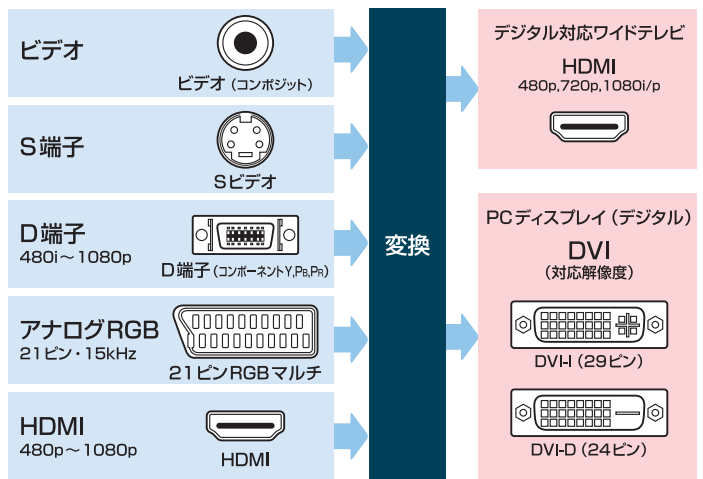 ビデオ
ビデオ（コンポジット）
S端子
Sビデオ
D端子
480i～1080p
D端子（コンポーネントY,PB,PR）
アナログRGB
21ピン・15kHz
21ピンRGBマルチ
HDMI
480p～1080p
HDMI
変換
デジタル対応ワイドテレビ
HDMI
480p,720p,1080i/p
PCディスプレイ（デジタル）
DVI
（対応解像度）
DVI-I（29ピン）
DVI-D（24ピン）